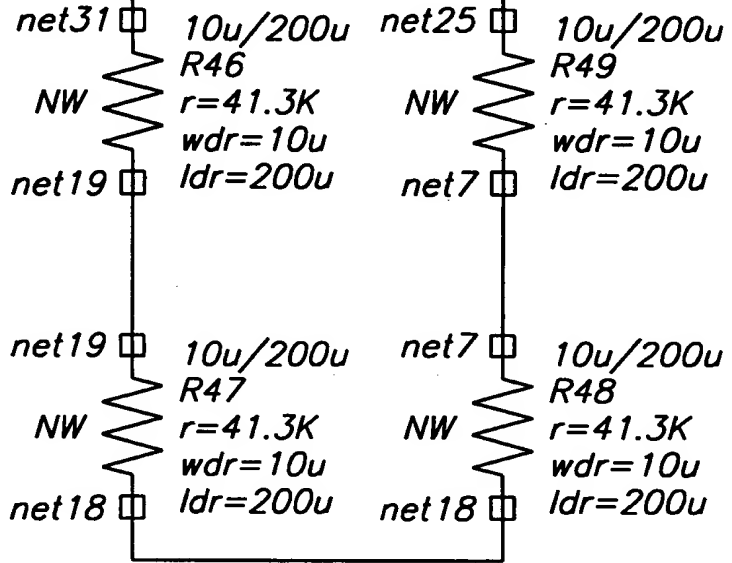 net31
10u/200u
R46
NW
r=41.3K
wdr=10u
net19
ldr=200u
net25
10u/200u
R49
NW
r=41.3K
wdr=10u
net7
ldr=200u
net19
10u/200u
R47
NW
r=41.3K
wdr=10u
net18
ldr=200u
net7
10u/200u
R48
NW
r=41.3K
wdr=10u
net18
ldr=200u